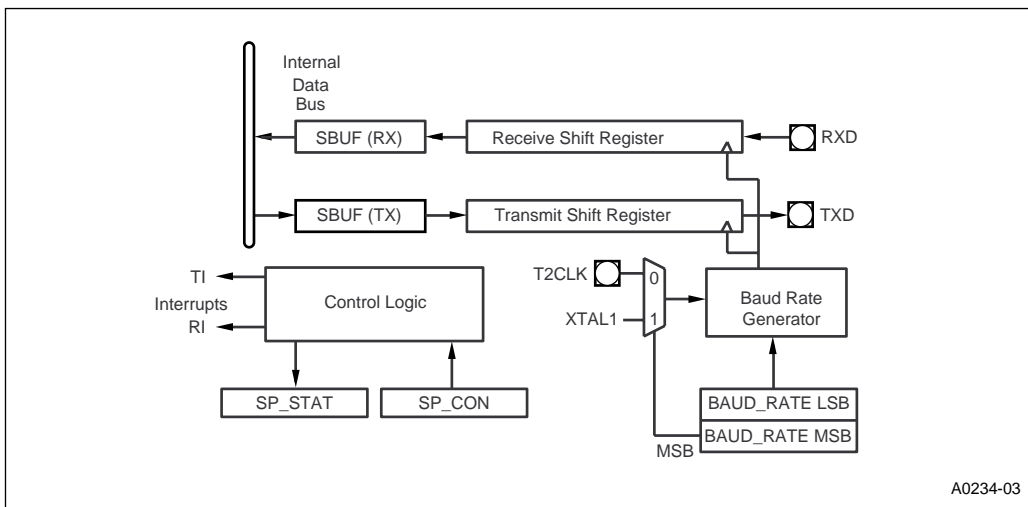 Internal
Data
Bus
SBUF (RX)
Receive Shift Register
RXD
SBUF (TX)
Transmit Shift Register
TXD
TI
Interrupts
RI
Control Logic
T2CLK
0
XTAL1
1
Baud Rate
Generator
SP_STAT
SP_CON
BAUD_RATE LSB
BAUD_RATE MSB
MSB
A0234-03